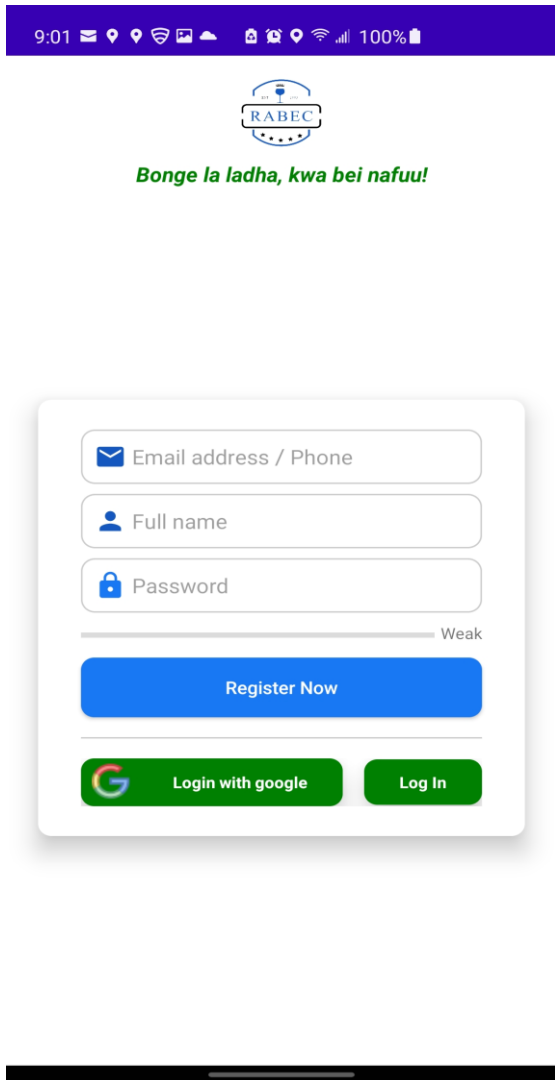 9:01 100%
RABEC
Bonge la ladha, kwa bei nafuu!
Email address / Phone
Full name
Password
Weak
Register Now
Login with google Log In